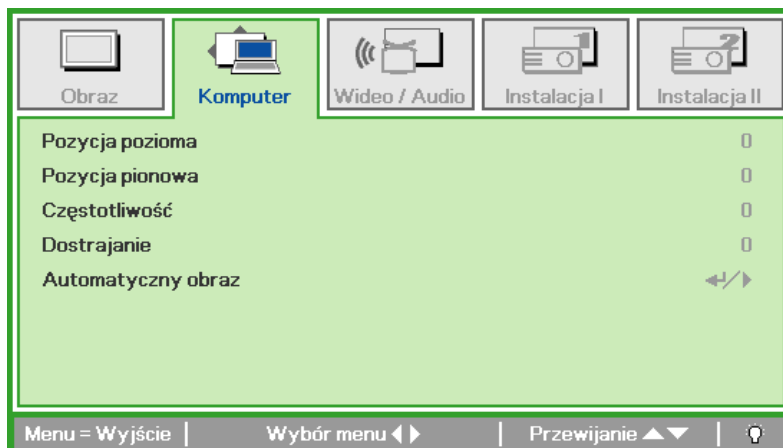 Obraz
Komputer
Wideo / Audio
Instalacja I
Instalacja II
Pozycja pozioma 0
Pozycja pionowa 0
Częstotliwość 0
Dostrajanie 0
Automatyczny obraz
Menu = Wyjście | Wybór menu | Przewijanie |